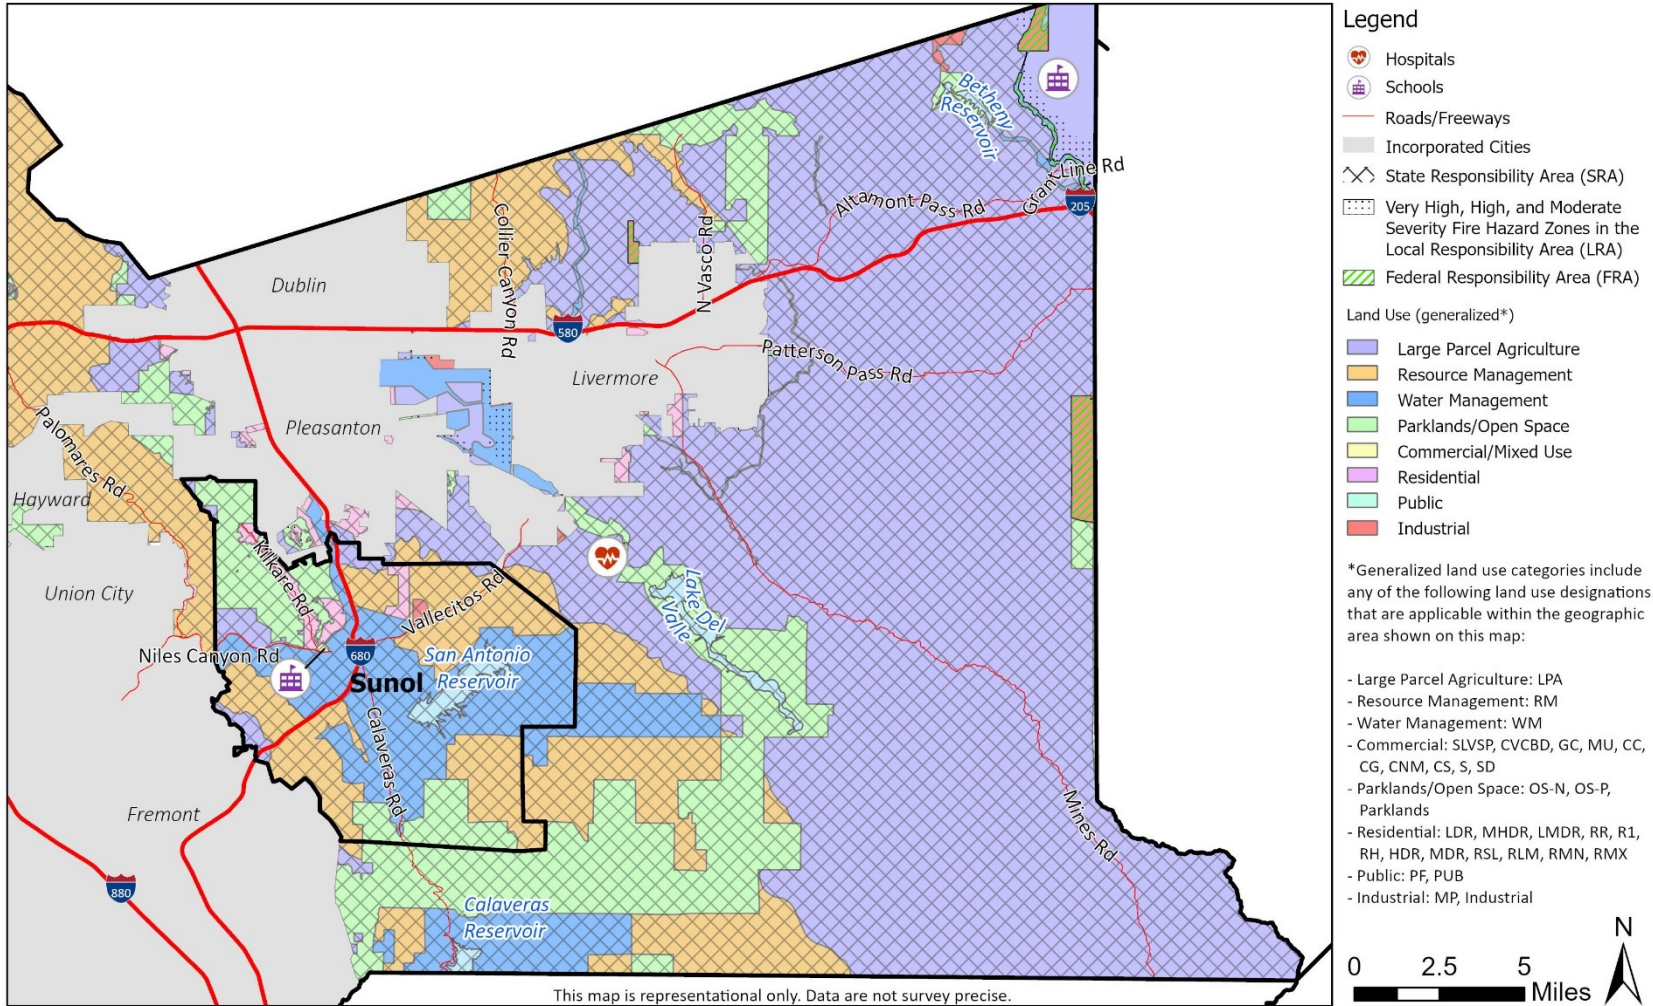 Betheny
Reservoir
Grant Line Rd
205
Altamont Pass Rd
Collier Canyon Rd
N Vasco Rd
Dublin
580
Patterson Pass Rd
Livermore
Pleasanton
Palomares Rd
Hayward
Kilkare Rd
Union City
Vallecitos Rd
Lake Del
Valle
Niles Canyon Rd
680
San Antonio
Reservoir
Sunol
Calaveras Rd
Fremont
Mines Rd
880
Calaveras
Reservoir
This map is representational only. Data are not survey precise.
Legend
Hospitals
Schools
Roads/Freeways
Incorporated Cities
State Responsibility Area (SRA)
Very High, High, and Moderate
Severity Fire Hazard Zones in the
Local Responsibility Area (LRA)
Federal Responsibility Area (FRA)
Land Use (generalized*)
Large Parcel Agriculture
Resource Management
Water Management
Parklands/Open Space
Commercial/Mixed Use
Residential
Public
Industrial
*Generalized land use categories include
any of the following land use designations
that are applicable within the geographic
area shown on this map:
- Large Parcel Agriculture: LPA
- Resource Management: RM
- Water Management: WM
- Commercial: SLVSP, CVCBD, GC, MU, CC,
CG, CNM, CS, S, SD
- Parklands/Open Space: OS-N, OS-P,
Parklands
- Residential: LDR, MHDR, LMDR, RR, R1,
RH, HDR, MDR, RSL, RLM, RMN, RMX
- Public: PF, PUB
- Industrial: MP, Industrial
N
0 2.5 5
Miles